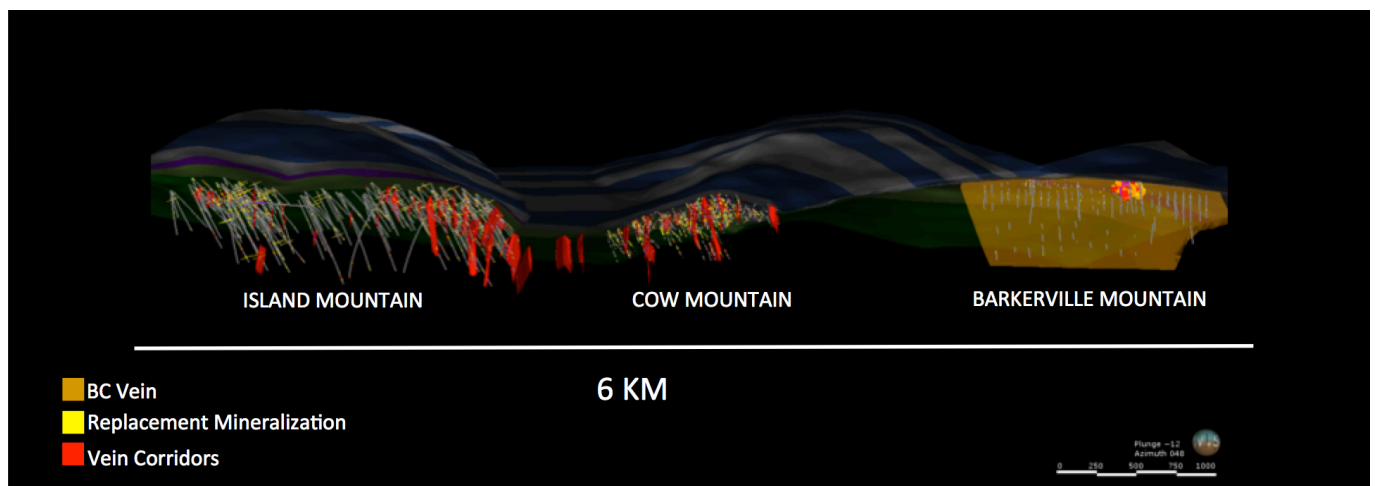 ISLAND MOUNTAIN
COW MOUNTAIN
BARKERVILLE MOUNTAIN
6 KM
BC Vein
Replacement Mineralization
Vein Corridors
Plunge -12
Azimuth 048
0 250 500 750 1000